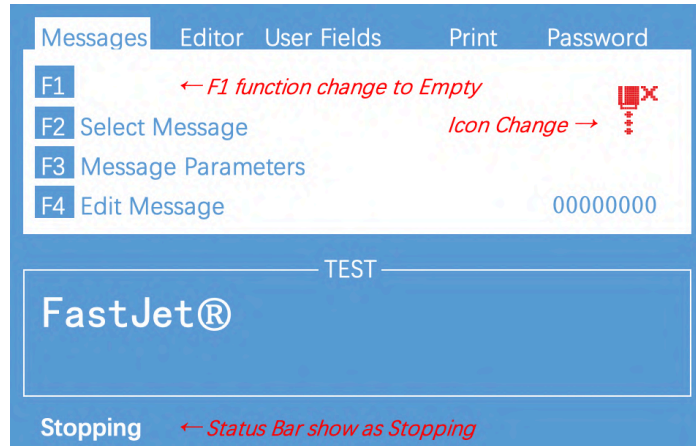 Messages Editor User Fields Print Password
F1 ← F1 function change to Empty
F2 Select Message Icon Change →
F3 Message Parameters
F4 Edit Message 00000000
TEST
FastJet®
Stopping ← Status Bar show as Stopping